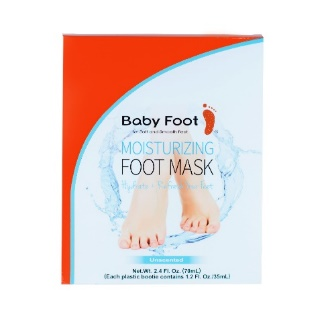 Baby Foot
MOISTURIZING
FOOT MASK
Unscented
Net.Wt. 2.4 Fl. Oz. (70mL)
(Each plastic bootie contains 1.2 Fl. Oz./35mL)